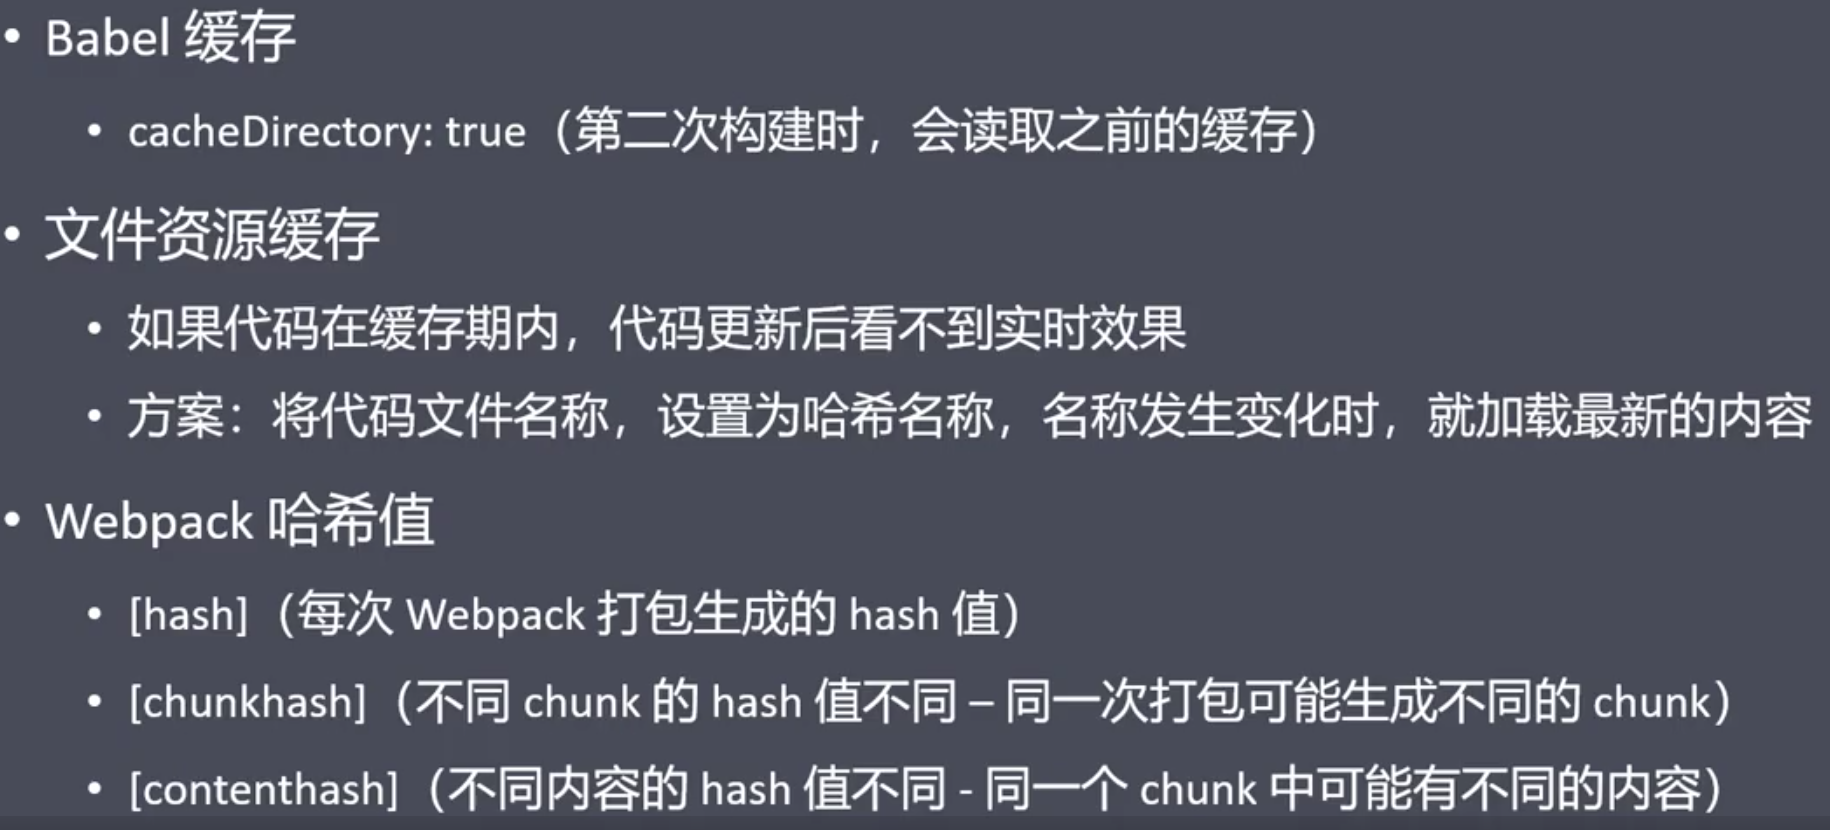 • Babel 缓存
• cacheDirectory: true（第二次构建时，会读取之前的缓存）
• 文件资源缓存
• 如果代码在缓存期内，代码更新后看不到实时效果
• 方案：将代码文件名称，设置为哈希名称，名称发生变化时，就加载最新的内容
• Webpack 哈希值
• [hash]（每次 Webpack 打包生成的 hash 值）
• [chunkhash]（不同 chunk 的 hash 值不同 – 同一次打包可能生成不同的 chunk）
• [contenthash]（不同内容的 hash 值不同 - 同一个 chunk 中可能有不同的内容）